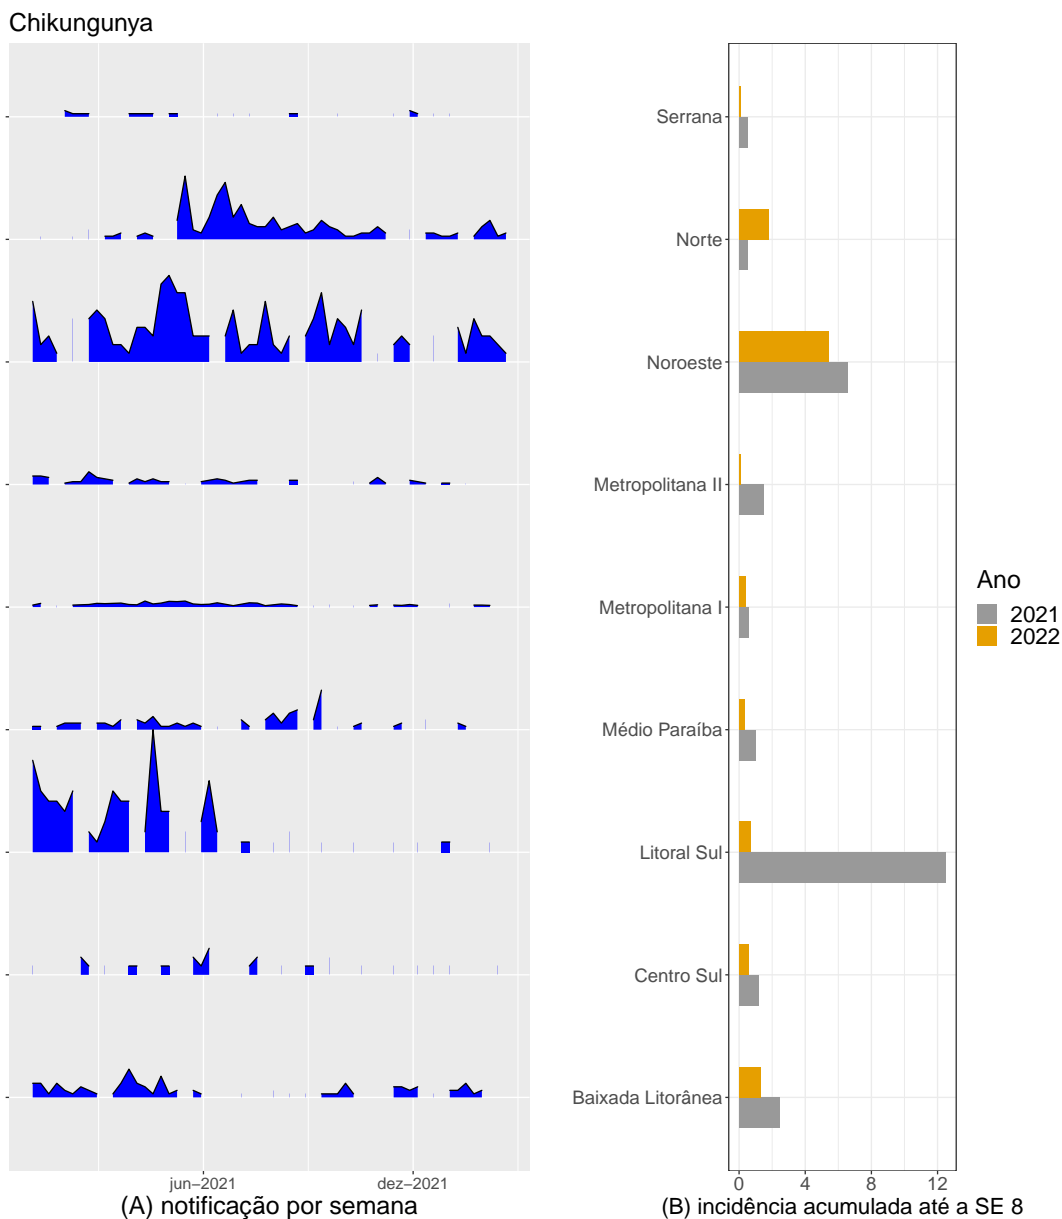 Chikungunya
Serrana
Norte
Noroeste
Metropolitana II
Metropolitana I
Médio Paraíba
Litoral Sul
Centro Sul
Baixada Litorânea
Ano
2021
2022
jun−2021
dez−2021
0
4
8
12
(A) notificação por semana
(B) incidência acumulada até a SE 8